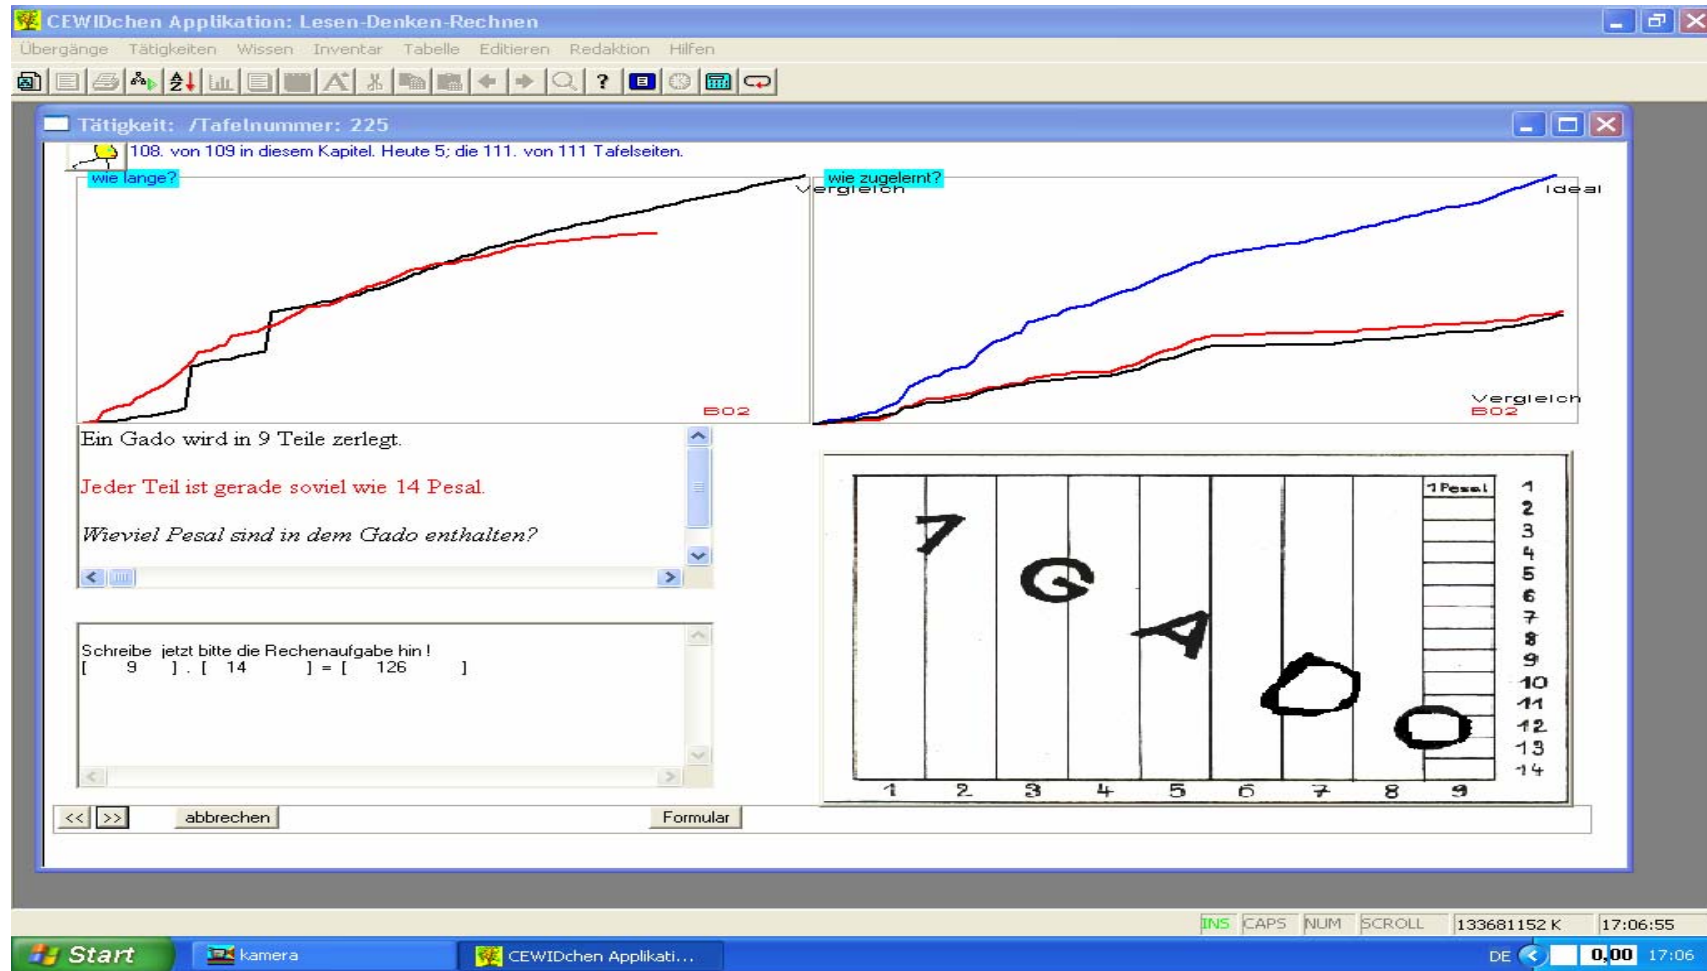 CEWIDchen Applikation: Lesen-Denken-Rechnen
Übergänge Tätigkeiten Wissen Inventar Tabelle Editieren Redaktion Hilfen
Tätigkeit: /Tafelnummer: 225
108. von 109 in diesem Kapitel. Heute 5; die 111. von 111 Tafelseiten.
wie lange?
Vergleich
B02
wie zugelernt?
Ideal
Vergleich
B02
Ein Gado wird in 9 Teile zerlegt.
Jeder Teil ist gerade soviel wie 14 Pesal.
Wieviel Pesal sind in dem Gado enthalten?
Schreibe jetzt bitte die Rechenaufgabe hin !
[ 9 ] . [ 14 ] = [ 126 ]
1 GADO
1 Pesal
1
2
3
4
5
6
7
8
9
10
11
12
13
14
1 2 3 4 5 6 7 8 9
<< >> abbrechen Formular
INS CAPS NUM SCROLL 133681152 K 17:06:55
Start kamera CEWIDchen Applikati... DE 0,00 17:06